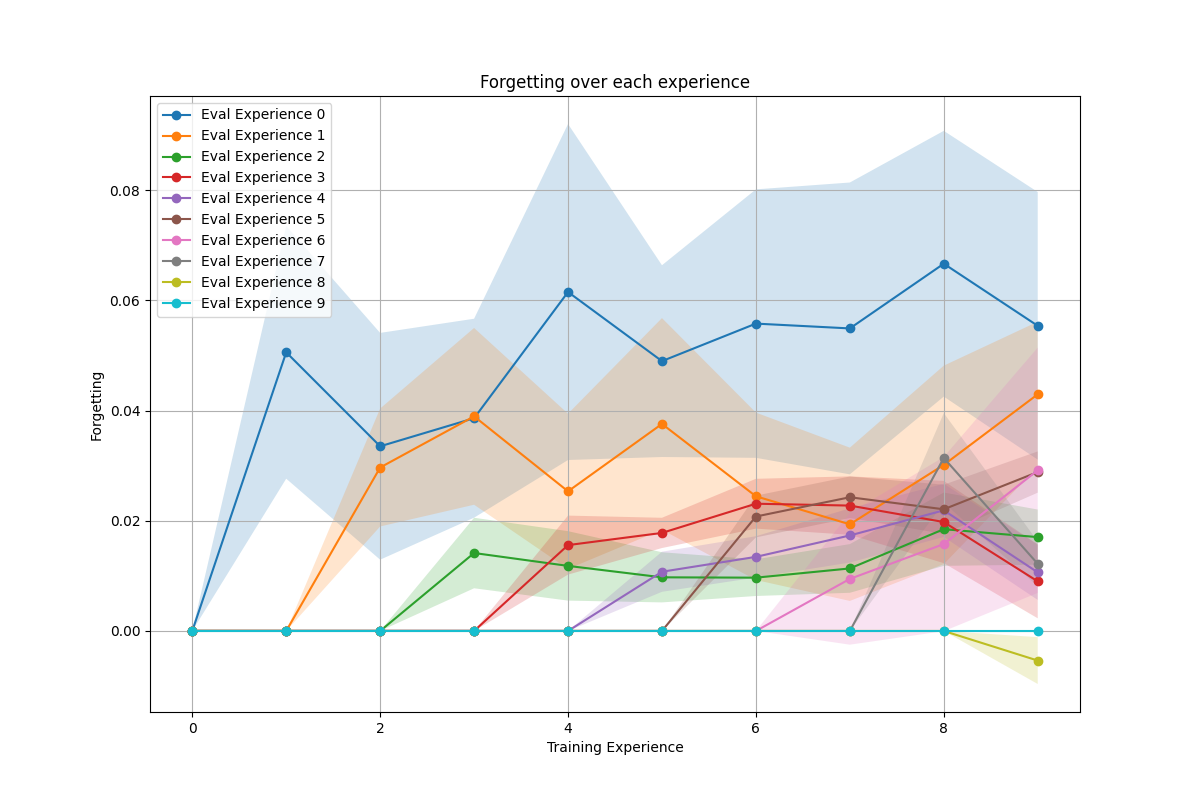 Forgetting over each experience
Eval Experience 0
Eval Experience 1
Eval Experience 2
Eval Experience 3
Eval Experience 4
Eval Experience 5
Eval Experience 6
Eval Experience 7
Eval Experience 8
Eval Experience 9
0.08
0.06
0.04
0.02
0.00
Forgetting
0 2 4 6 8
Training Experience